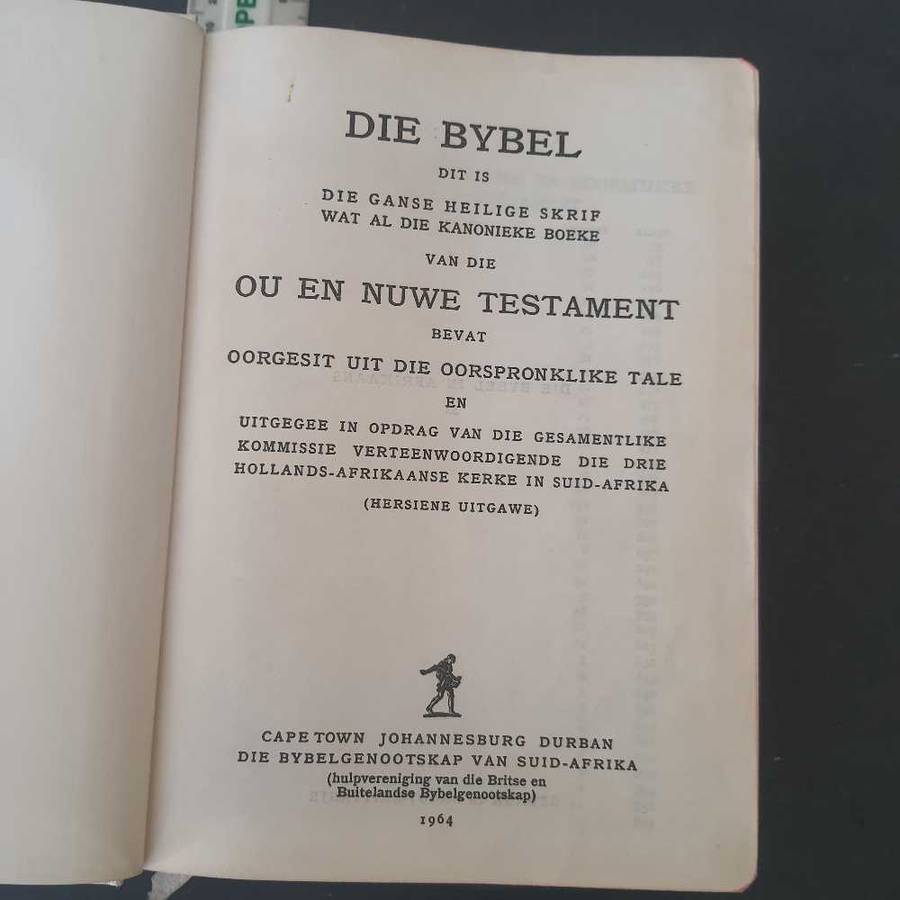 DIE BYBEL
DIT IS
DIE GANSE HEILIGE SKRIF
WAT AL DIE KANONIEKE BOEKE
VAN DIE
OU EN NUWE TESTAMENT
BEVAT
OORGESIT UIT DIE OORSPRONKLIKE TALE
EN
UITGEGEE IN OPDRAG VAN DIE GESAMENTLIKE
KOMMISSIE VERTEENWOORDIGENDE DIE DRIE
HOLLANDS-AFRIKAANSE KERKE IN SUID-AFRIKA
(HERSIENE UITGAWE)
CAPE TOWN JOHANNESBURG DURBAN
DIE BYBELGENOOTSKAP VAN SUID-AFRIKA
(hulpvereniging van die Britse en
Buitelandse Bybelgenootskap)
1964